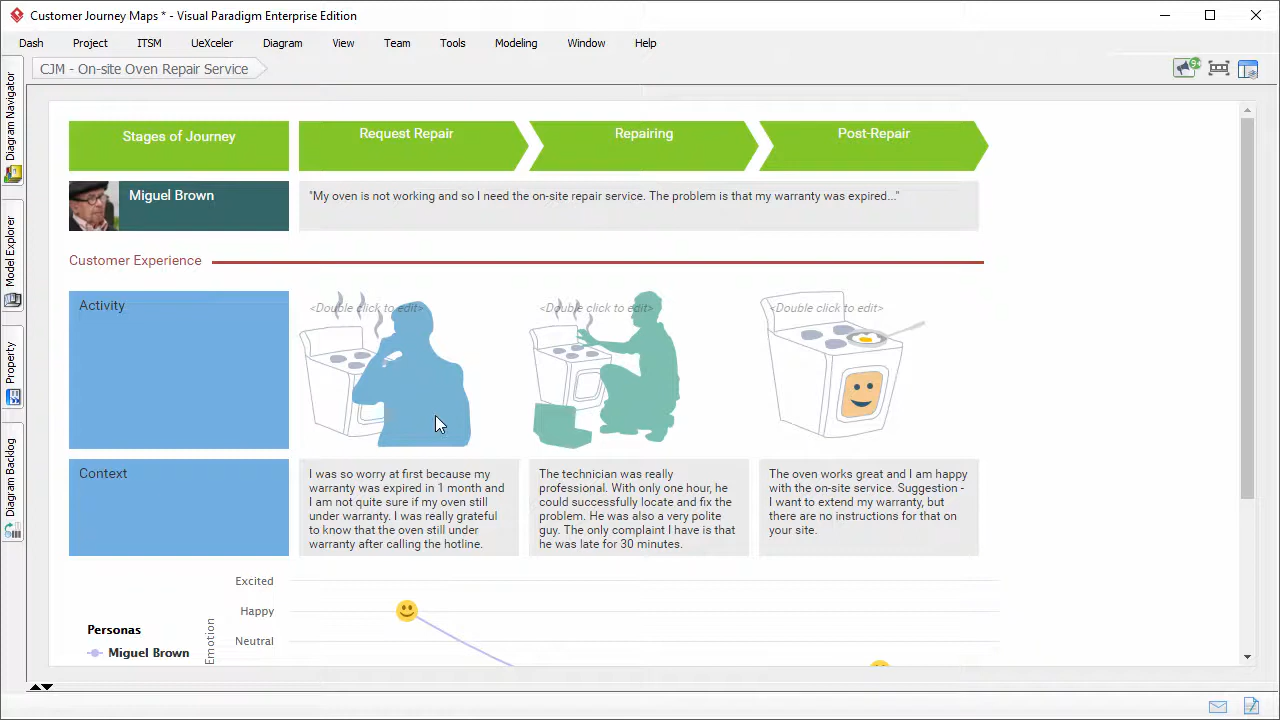 Customer Journey Maps * - Visual Paradigm Enterprise Edition
Dash Project ITSM UeXceler Diagram View Team Tools Modeling Window Help
CJM - On-site Oven Repair Service
9+
Diagram Navigator
Model Explorer
Property
Diagram Backlog
Stages of Journey
Request Repair
Repairing
Post-Repair
Miguel Brown
"My oven is not working and so I need the on-site repair service. The problem is that my warranty was expired..."
Customer Experience
Activity
<Double click to edit>
<Double click to edit>
<Double click to edit>
Context
I was so worry at first because my
warranty was expired in 1 month and
I am not quite sure if my oven still
under warranty. I was really grateful
to know that the oven still under
warranty after calling the hotline.
The technician was really
professional. With only one hour, he
could successfully locate and fix the
problem. He was also a very polite
guy. The only complaint I have is that
he was late for 30 minutes.
The oven works great and I am happy
with the on-site service. Suggestion -
I want to extend my warranty, but
there are no instructions for that on
your site.
Excited
Happy
Neutral
Emotion
Personas
Miguel Brown